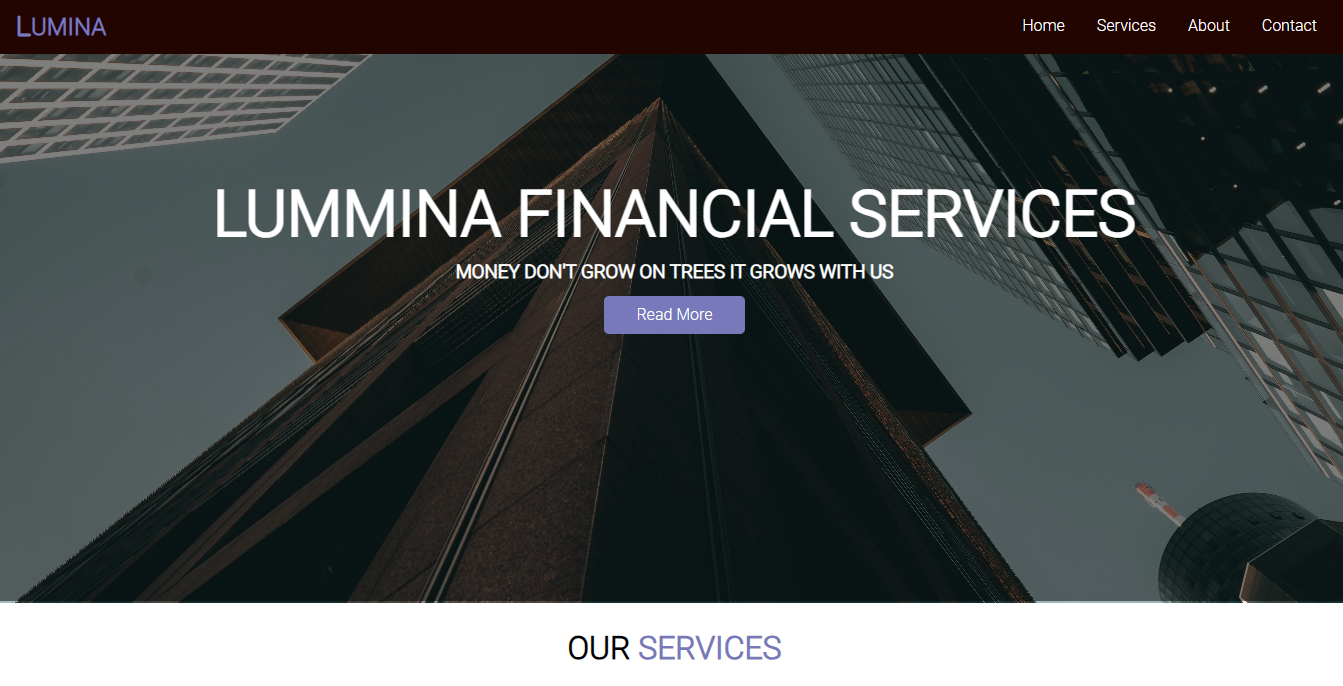 LUMINA
Home Services About Contact
LUMMINA FINANCIAL SERVICES
MONEY DON'T GROW ON TREES IT GROWS WITH US
Read More
OUR SERVICES